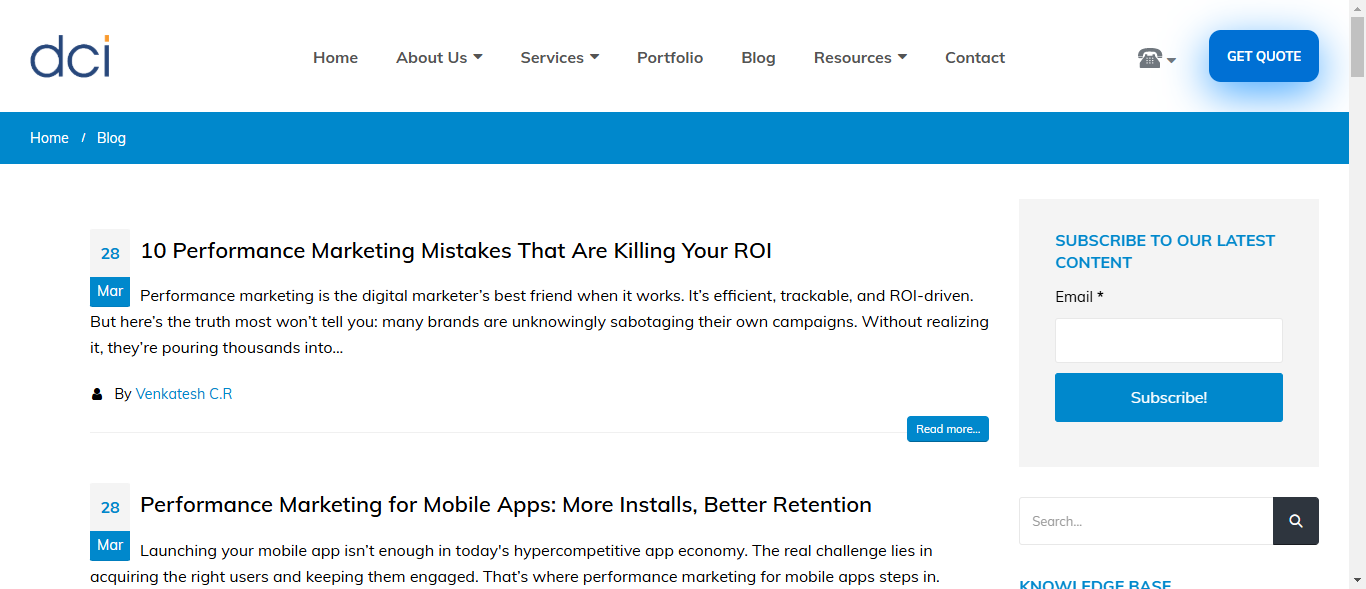 dci
Home About Us Services Portfolio Blog Resources Contact
GET QUOTE
Home / Blog
28
Mar
10 Performance Marketing Mistakes That Are Killing Your ROI
Performance marketing is the digital marketer’s best friend when it works. It’s efficient, trackable, and ROI-driven.
But here’s the truth most won’t tell you: many brands are unknowingly sabotaging their own campaigns. Without realizing
it, they’re pouring thousands into...
By Venkatesh C.R
Read more...
28
Mar
Performance Marketing for Mobile Apps: More Installs, Better Retention
Launching your mobile app isn’t enough in today's hypercompetitive app economy. The real challenge lies in
acquiring the right users and keeping them engaged. That’s where performance marketing for mobile apps steps in.
SUBSCRIBE TO OUR LATEST
CONTENT
Email *
Subscribe!
Search...
KNOWLEDGE BASE